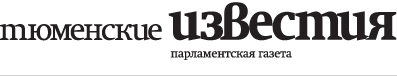 тюменские известия
парламентская газета